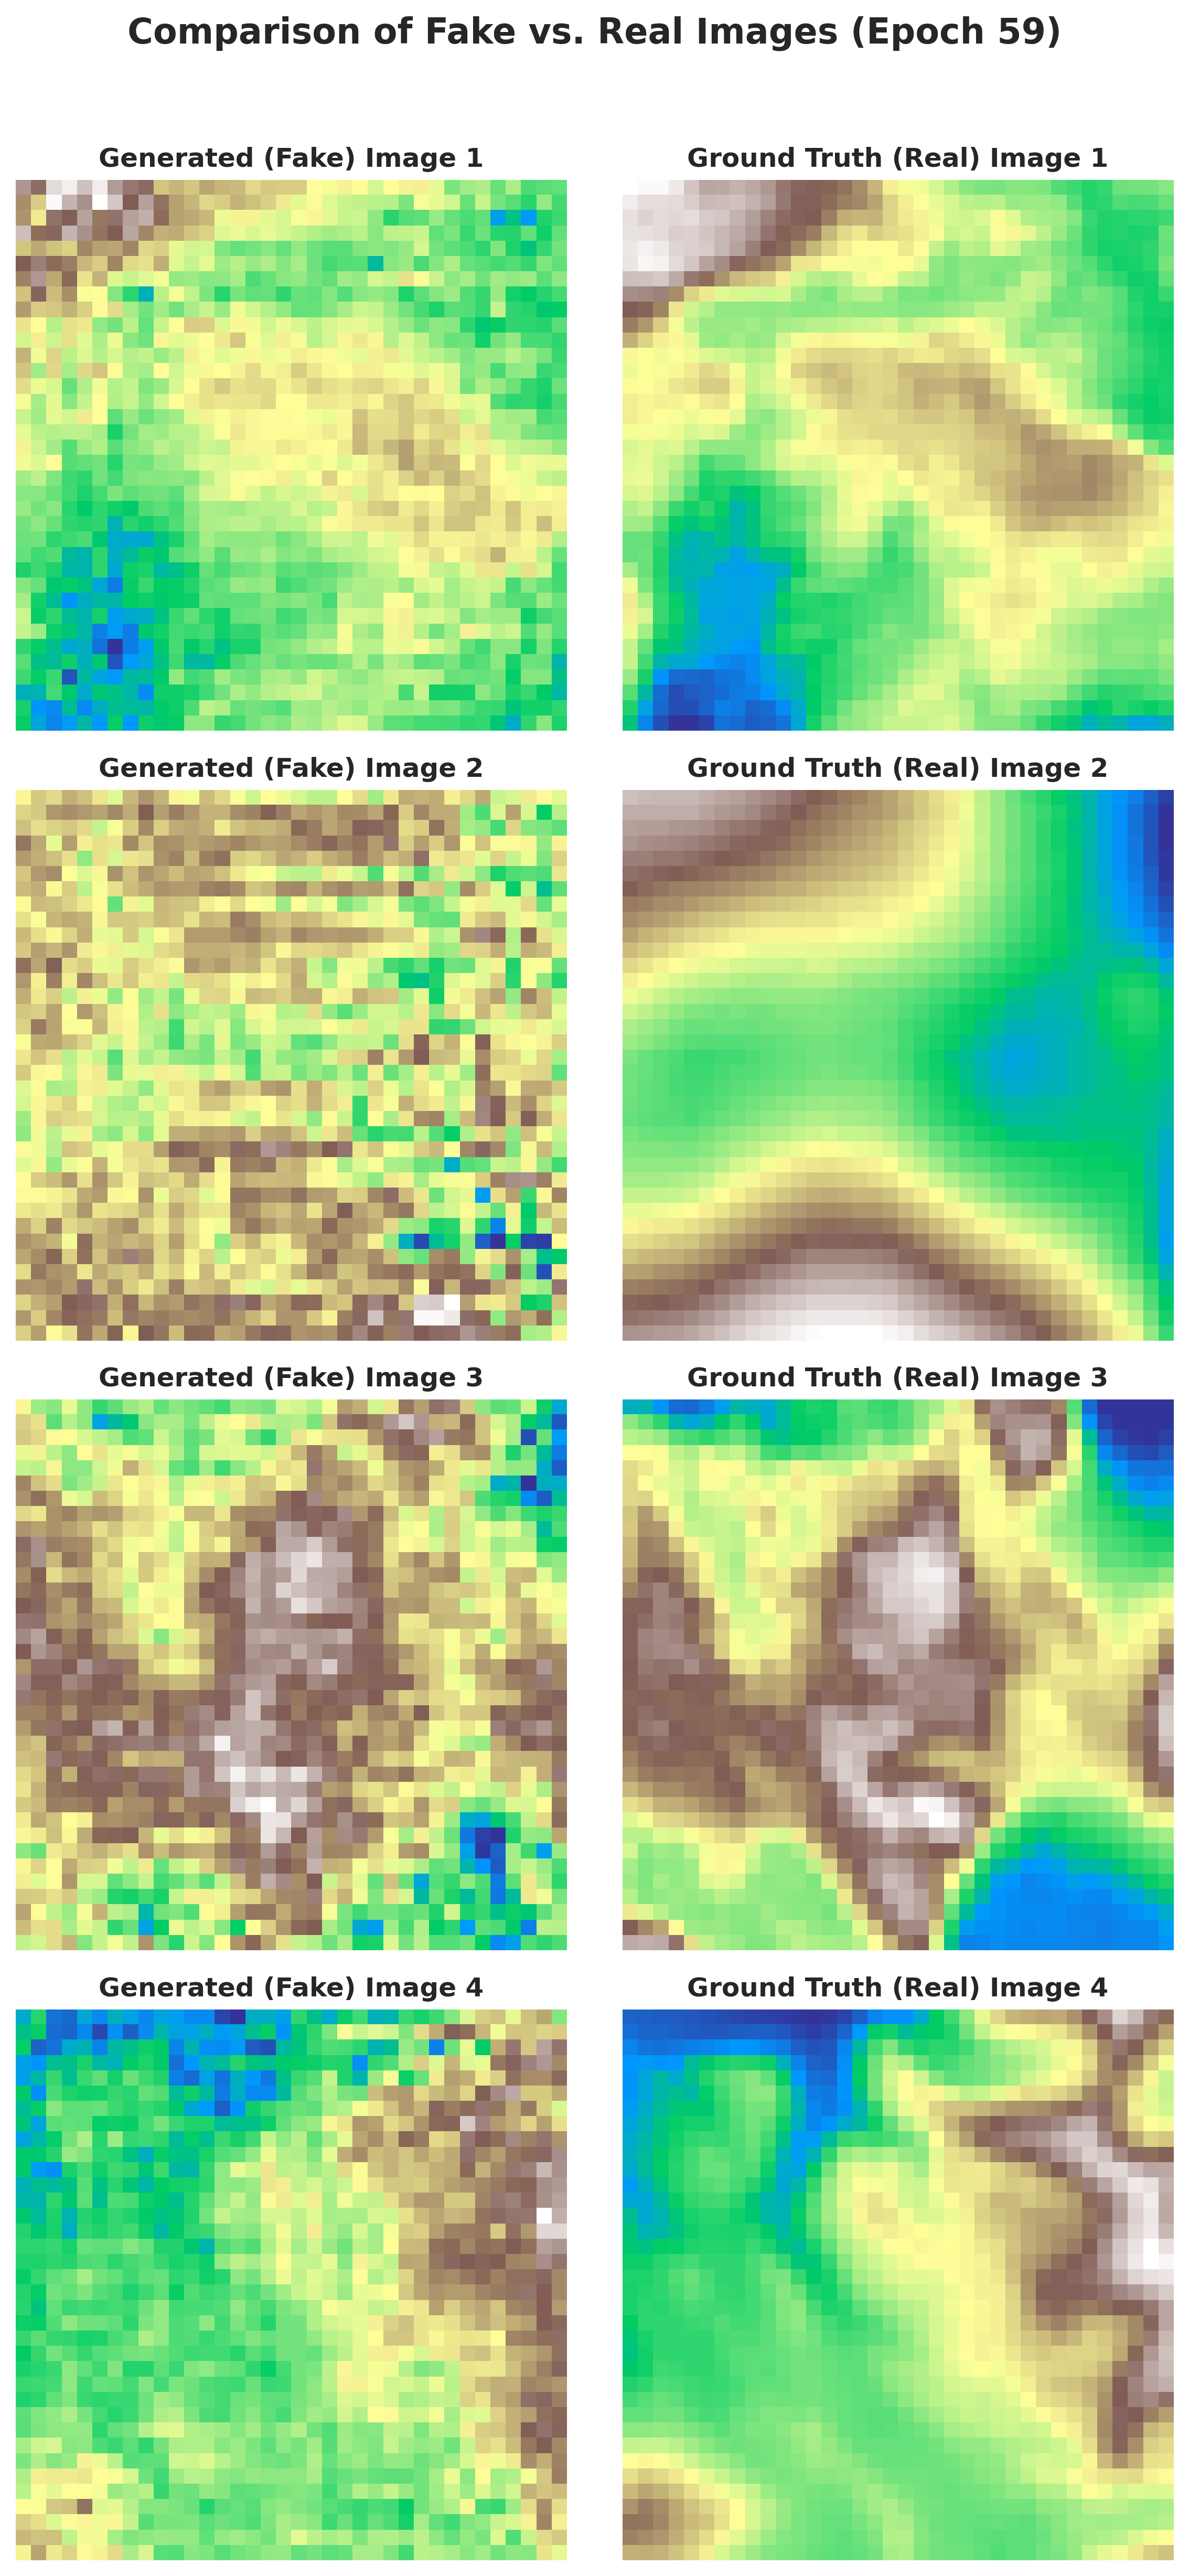 Comparison of Fake vs. Real Images (Epoch 59)
Generated (Fake) Image 1
Ground Truth (Real) Image 1
Generated (Fake) Image 2
Ground Truth (Real) Image 2
Generated (Fake) Image 3
Ground Truth (Real) Image 3
Generated (Fake) Image 4
Ground Truth (Real) Image 4